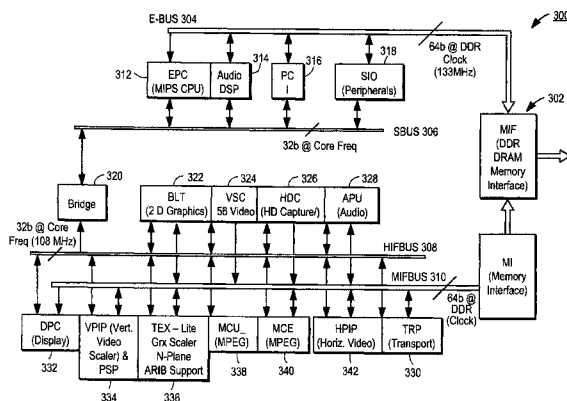 300
E-BUS 304
64b @ DDR
Clock
(133MHz)
312
EPC
(MIPS CPU)
Audio
DSP
314
PC
I
316
SIO
(Peripherals)
318
302
MIF
(DDR
DRAM
Memory
Interface)
SBUS 306
32b @ Core Freq
320
Bridge
322
324
326
328
BLT
(2 D Graphics)
VSC
56 Video
HDC
(HD Capture/)
APU
(Audio)
32b @ Core
Freq (108 MHz)
HIFBUS 308
MIFBUS 310
64b @ DDR
(Clock)
MI
(Memory
Interface)
DPC
(Display)
332
VPIP (Vert.
Video
Scaler) &
PSP
334
TEX – Lite
Grx Scaler
N-Plane
ARIB Support
336
MCU_
(MPEG)
338
MCE
(MPEG)
340
HPIP
(Horiz. Video)
342
TRP
(Transport)
330